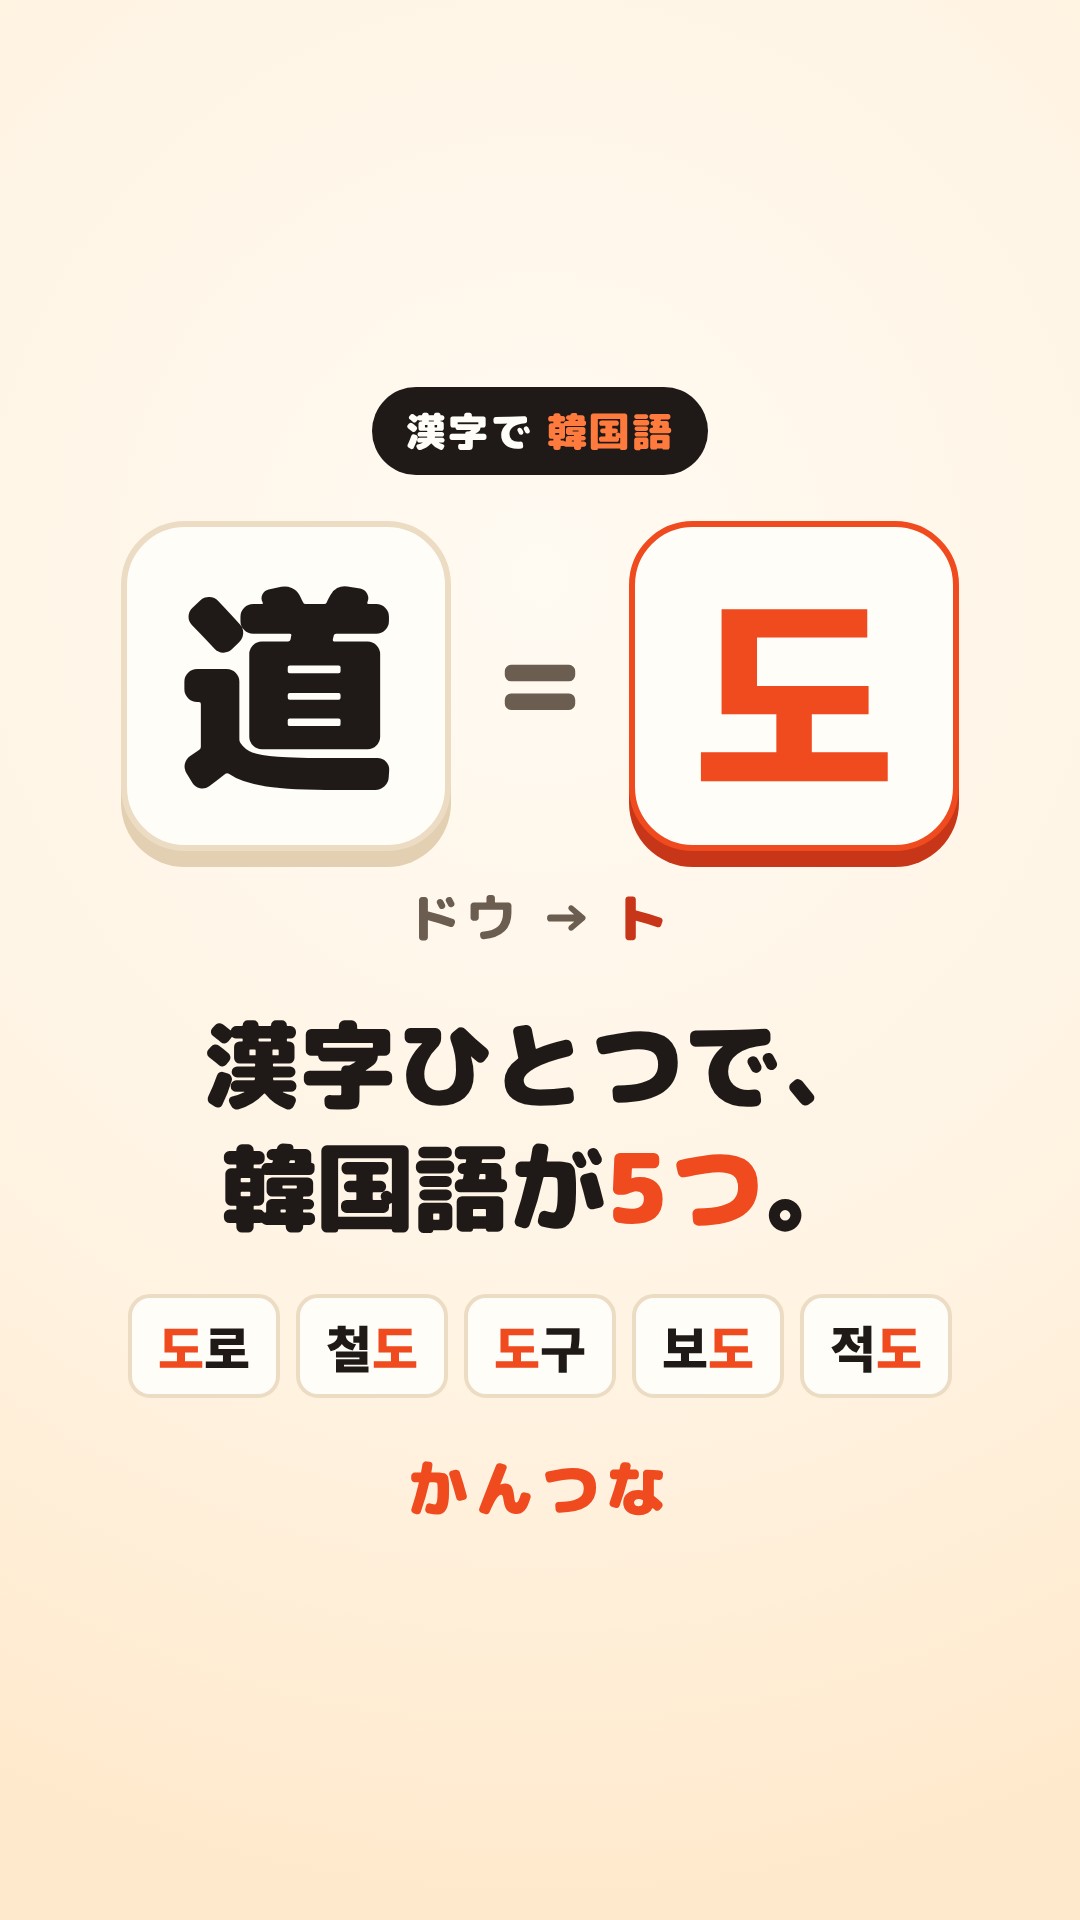 漢字で 韓国語
道 = 도
ドウ → ト
漢字ひとつで、
韓国語が5つ。
도로 철도 도구 보도 적도
かんつな